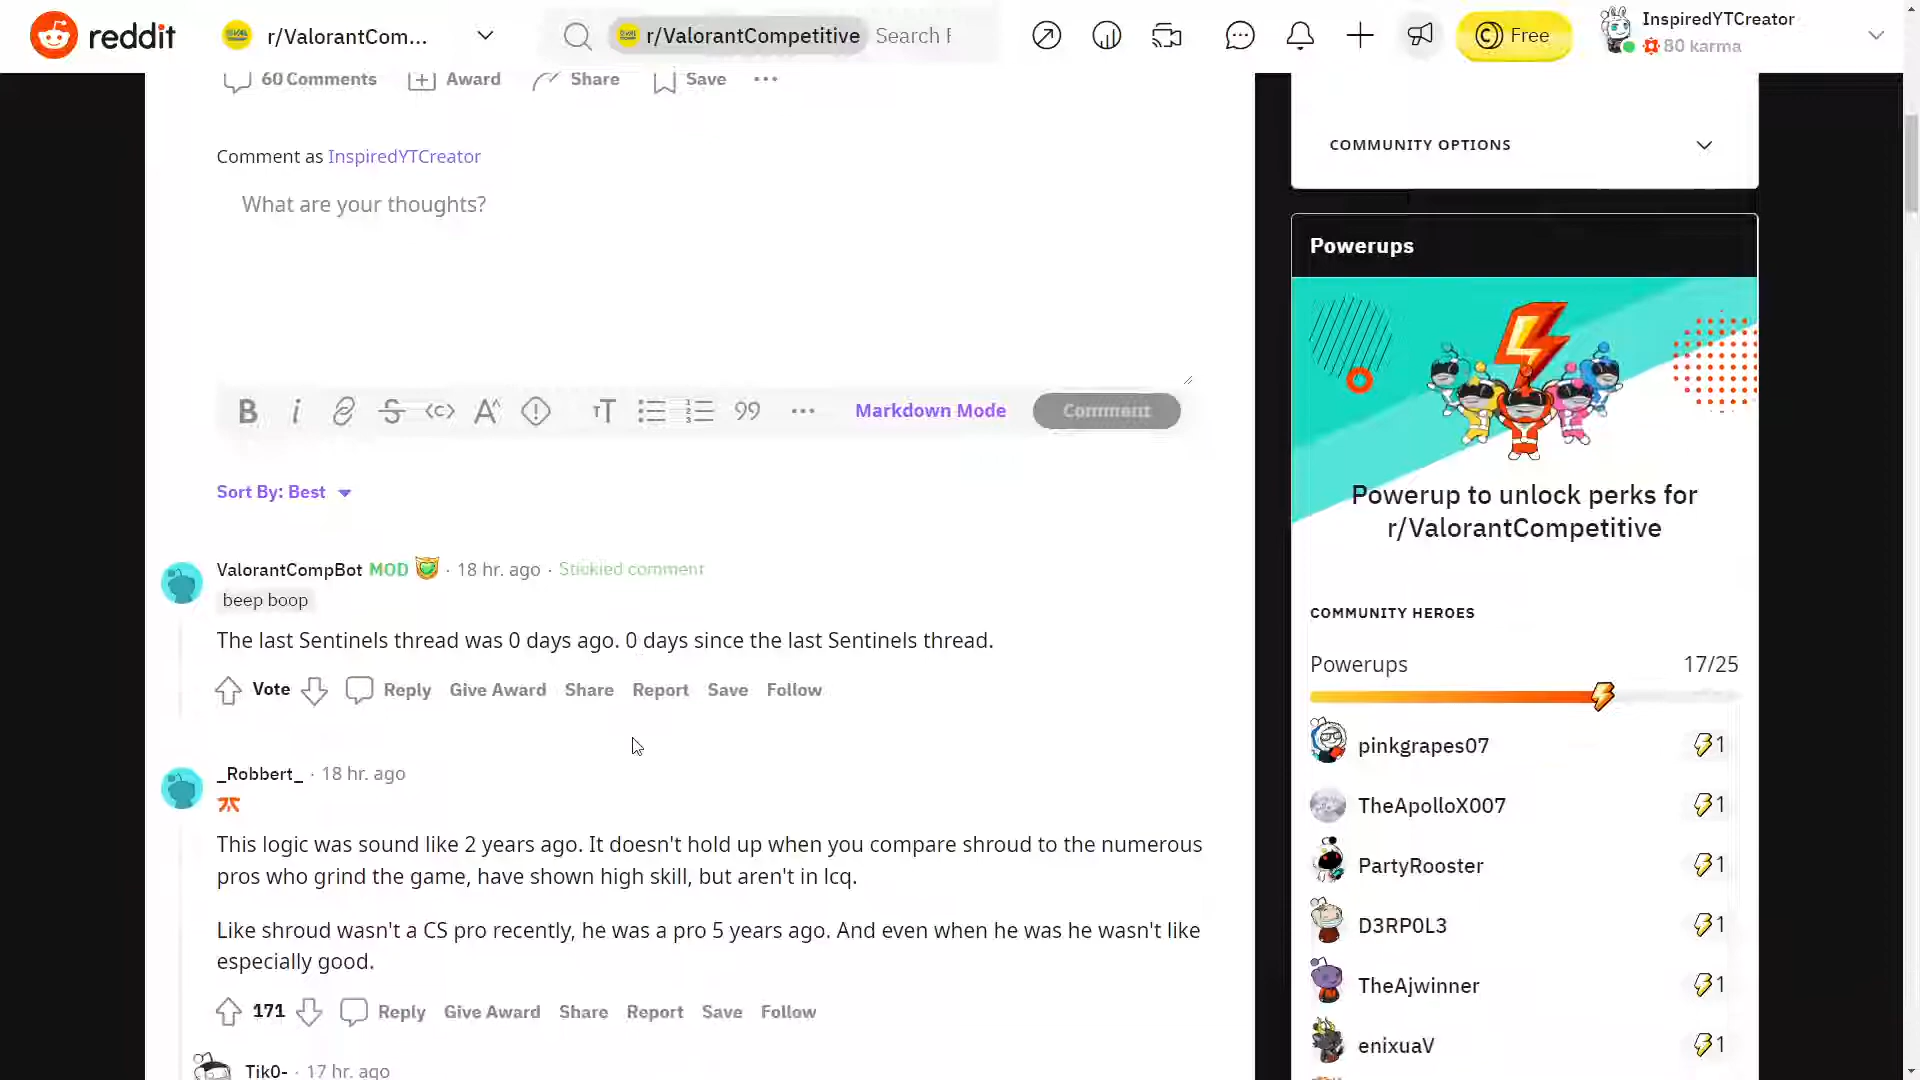 reddit
r/ValorantCom...
r/ValorantCompetitive
Search F
Free
InspiredYTCreator
80 karma
60 Comments
Award
Share
Save
Comment as InspiredYTCreator
What are your thoughts?
Markdown Mode
Comment
Sort By: Best
ValorantCompBot MOD · 18 hr. ago · Stickied comment
beep boop
The last Sentinels thread was 0 days ago. 0 days since the last Sentinels thread.
Vote Reply Give Award Share Report Save Follow
_Robbert_ · 18 hr. ago
This logic was sound like 2 years ago. It doesn't hold up when you compare shroud to the numerous
pros who grind the game, have shown high skill, but aren't in lcq.
Like shroud wasn't a CS pro recently, he was a pro 5 years ago. And even when he was he wasn't like
especially good.
171 Reply Give Award Share Report Save Follow
Tik0- · 17 hr. ago
COMMUNITY OPTIONS
Powerups
Powerup to unlock perks for
r/ValorantCompetitive
COMMUNITY HEROES
Powerups 17/25
pinkgrapes07 1
TheApolloX007 1
PartyRooster 1
D3RP0L3 1
TheAjwinner 1
enixuaV 1